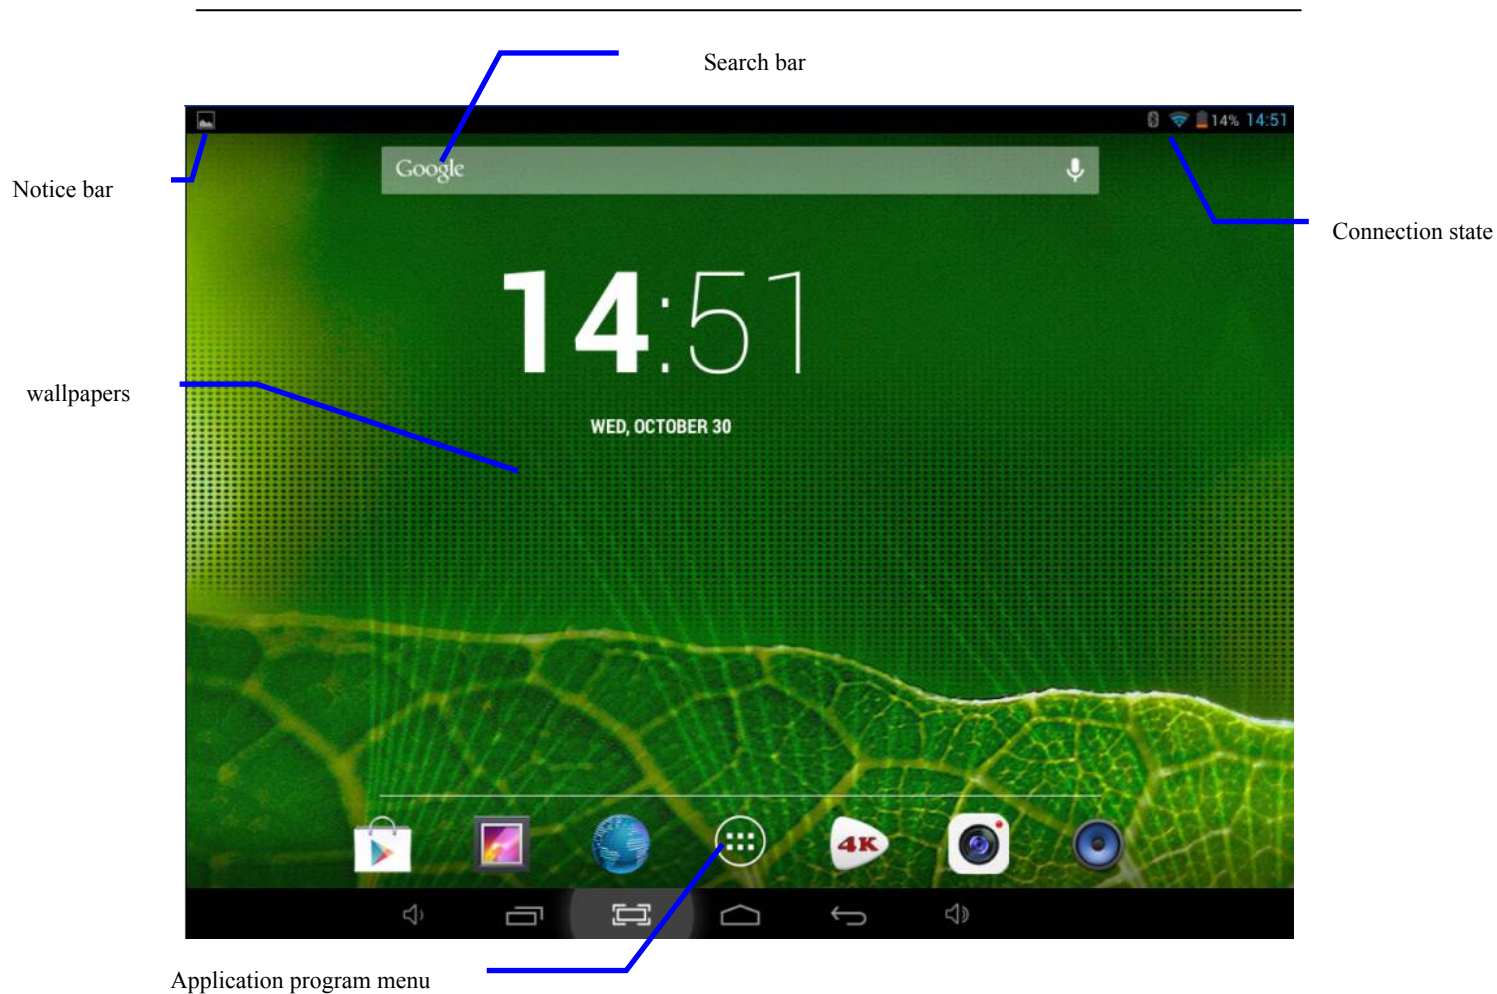 Search bar
14% 14:51
Google
Notice bar
Connection state
14:51
wallpapers
WED, OCTOBER 30
4K
Application program menu